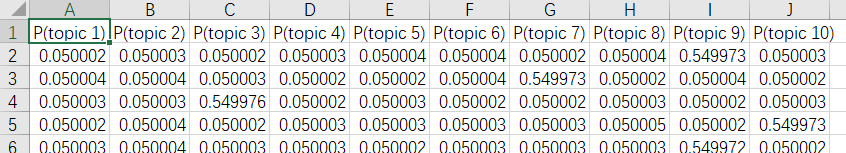 A B C D E F G H I J
1 P(topic 1) P(topic 2) P(topic 3) P(topic 4) P(topic 5) P(topic 6) P(topic 7) P(topic 8) P(topic 9) P(topic 10)
2 0.050002 0.050003 0.050002 0.050003 0.050004 0.050004 0.050002 0.050004 0.549973 0.050003
3 0.050004 0.050004 0.050003 0.050002 0.050002 0.050004 0.549973 0.050002 0.050004 0.050002
4 0.050003 0.050003 0.549976 0.050002 0.050003 0.050002 0.050002 0.050003 0.050002 0.050003
5 0.050002 0.050004 0.050002 0.050003 0.050003 0.050003 0.050003 0.050005 0.050002 0.549973
6 0.050003 0.050004 0.050003 0.050003 0.050002 0.050003 0.050003 0.050003 0.549972 0.050002